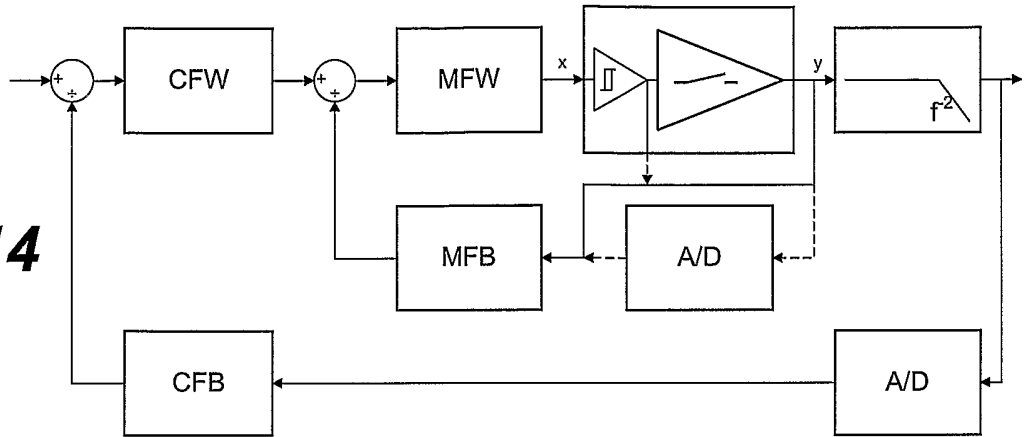 +
÷
CFW
+
÷
MFW
x
y
f⁻²
MFB
A/D
4
CFB
A/D